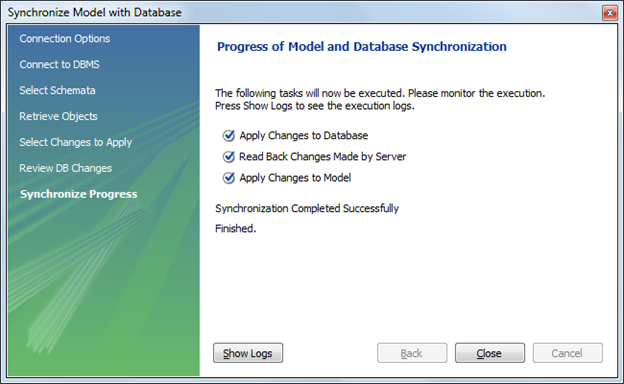 Synchronize Model with Database
Connection Options
Connect to DBMS
Select Schemata
Retrieve Objects
Select Changes to Apply
Review DB Changes
Synchronize Progress
Progress of Model and Database Synchronization
The following tasks will now be executed. Please monitor the execution.
Press Show Logs to see the execution logs.
Apply Changes to Database
Read Back Changes Made by Server
Apply Changes to Model
Synchronization Completed Successfully
Finished.
Show Logs
Back
Close
Cancel